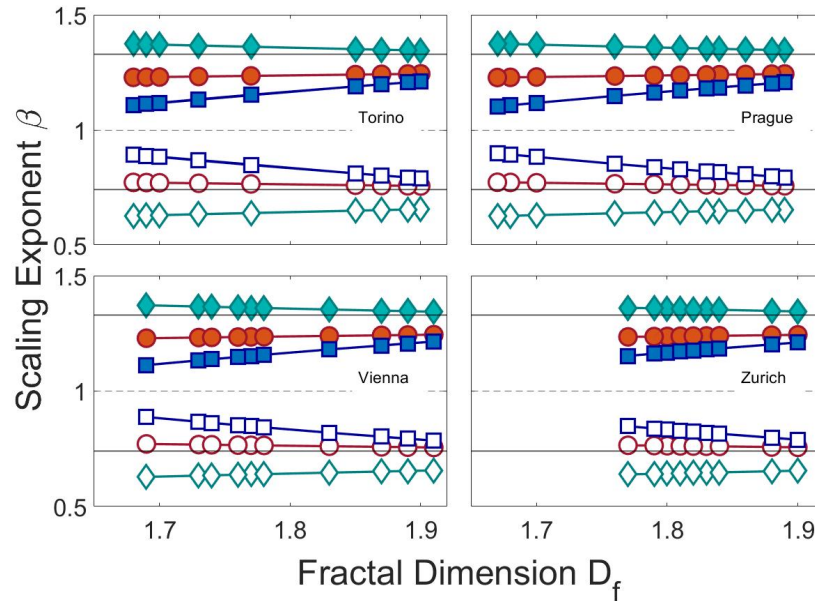 Scaling Exponent β
1.5
1
0.5
Torino
Prague
1.5
1
0.5
Vienna
Zurich
1.7
1.8
1.9
1.7
1.8
1.9
Fractal Dimension D_f